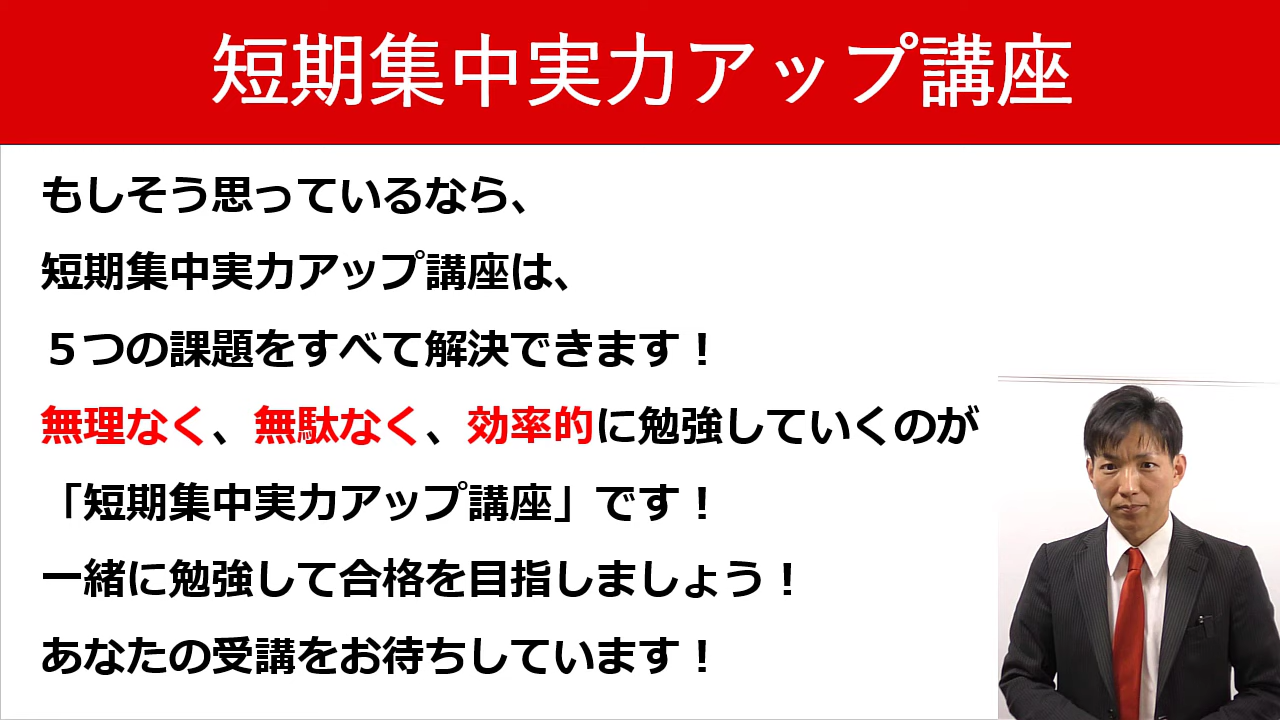 短期集中実力アップ講座
もしそう思っているなら、
短期集中実力アップ講座は、
５つの課題をすべて解決できます！
無理なく、無駄なく、効率的に勉強していくのが
「短期集中実力アップ講座」です！
一緒に勉強して合格を目指しましょう！
あなたの受講をお待ちしています！